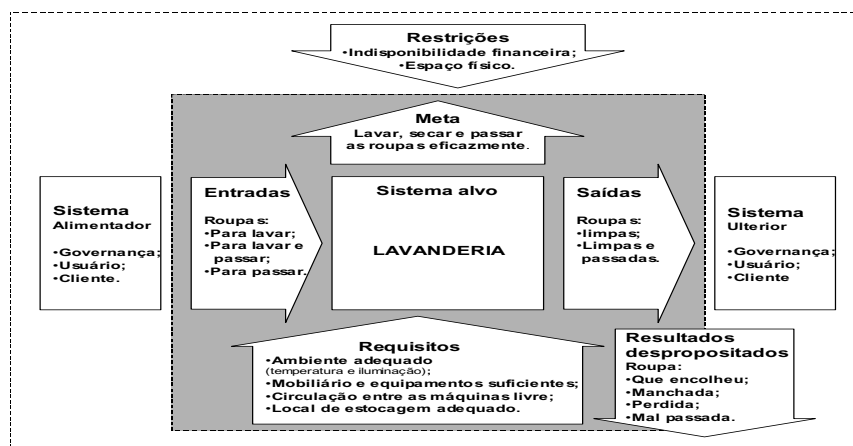 Restrições
•Indisponibilidade financeira;
•Espaço físico.
Meta
Lavar, secar e passar
as roupas eficazmente.
Sistema
Alimentador
•Governança;
•Usuário;
•Cliente.
Entradas
Roupas:
•Para lavar;
•Para lavar e
passar;
•Para passar.
Sistema alvo
LAVANDERIA
Saídas
Roupas:
•limpas;
•Limpas e
passadas.
Sistema
Ulterior
•Governança;
•Usuário;
•Cliente
Requisitos
•Ambiente adequado
(temperatura e iluminação);
•Mobiliário e equipamentos suficientes;
•Circulação entre as máquinas livre;
•Local de estocagem adequado.
Resultados
despropositados
Roupa:
•Que encolheu;
•Manchada;
•Perdida;
•Mal passada.